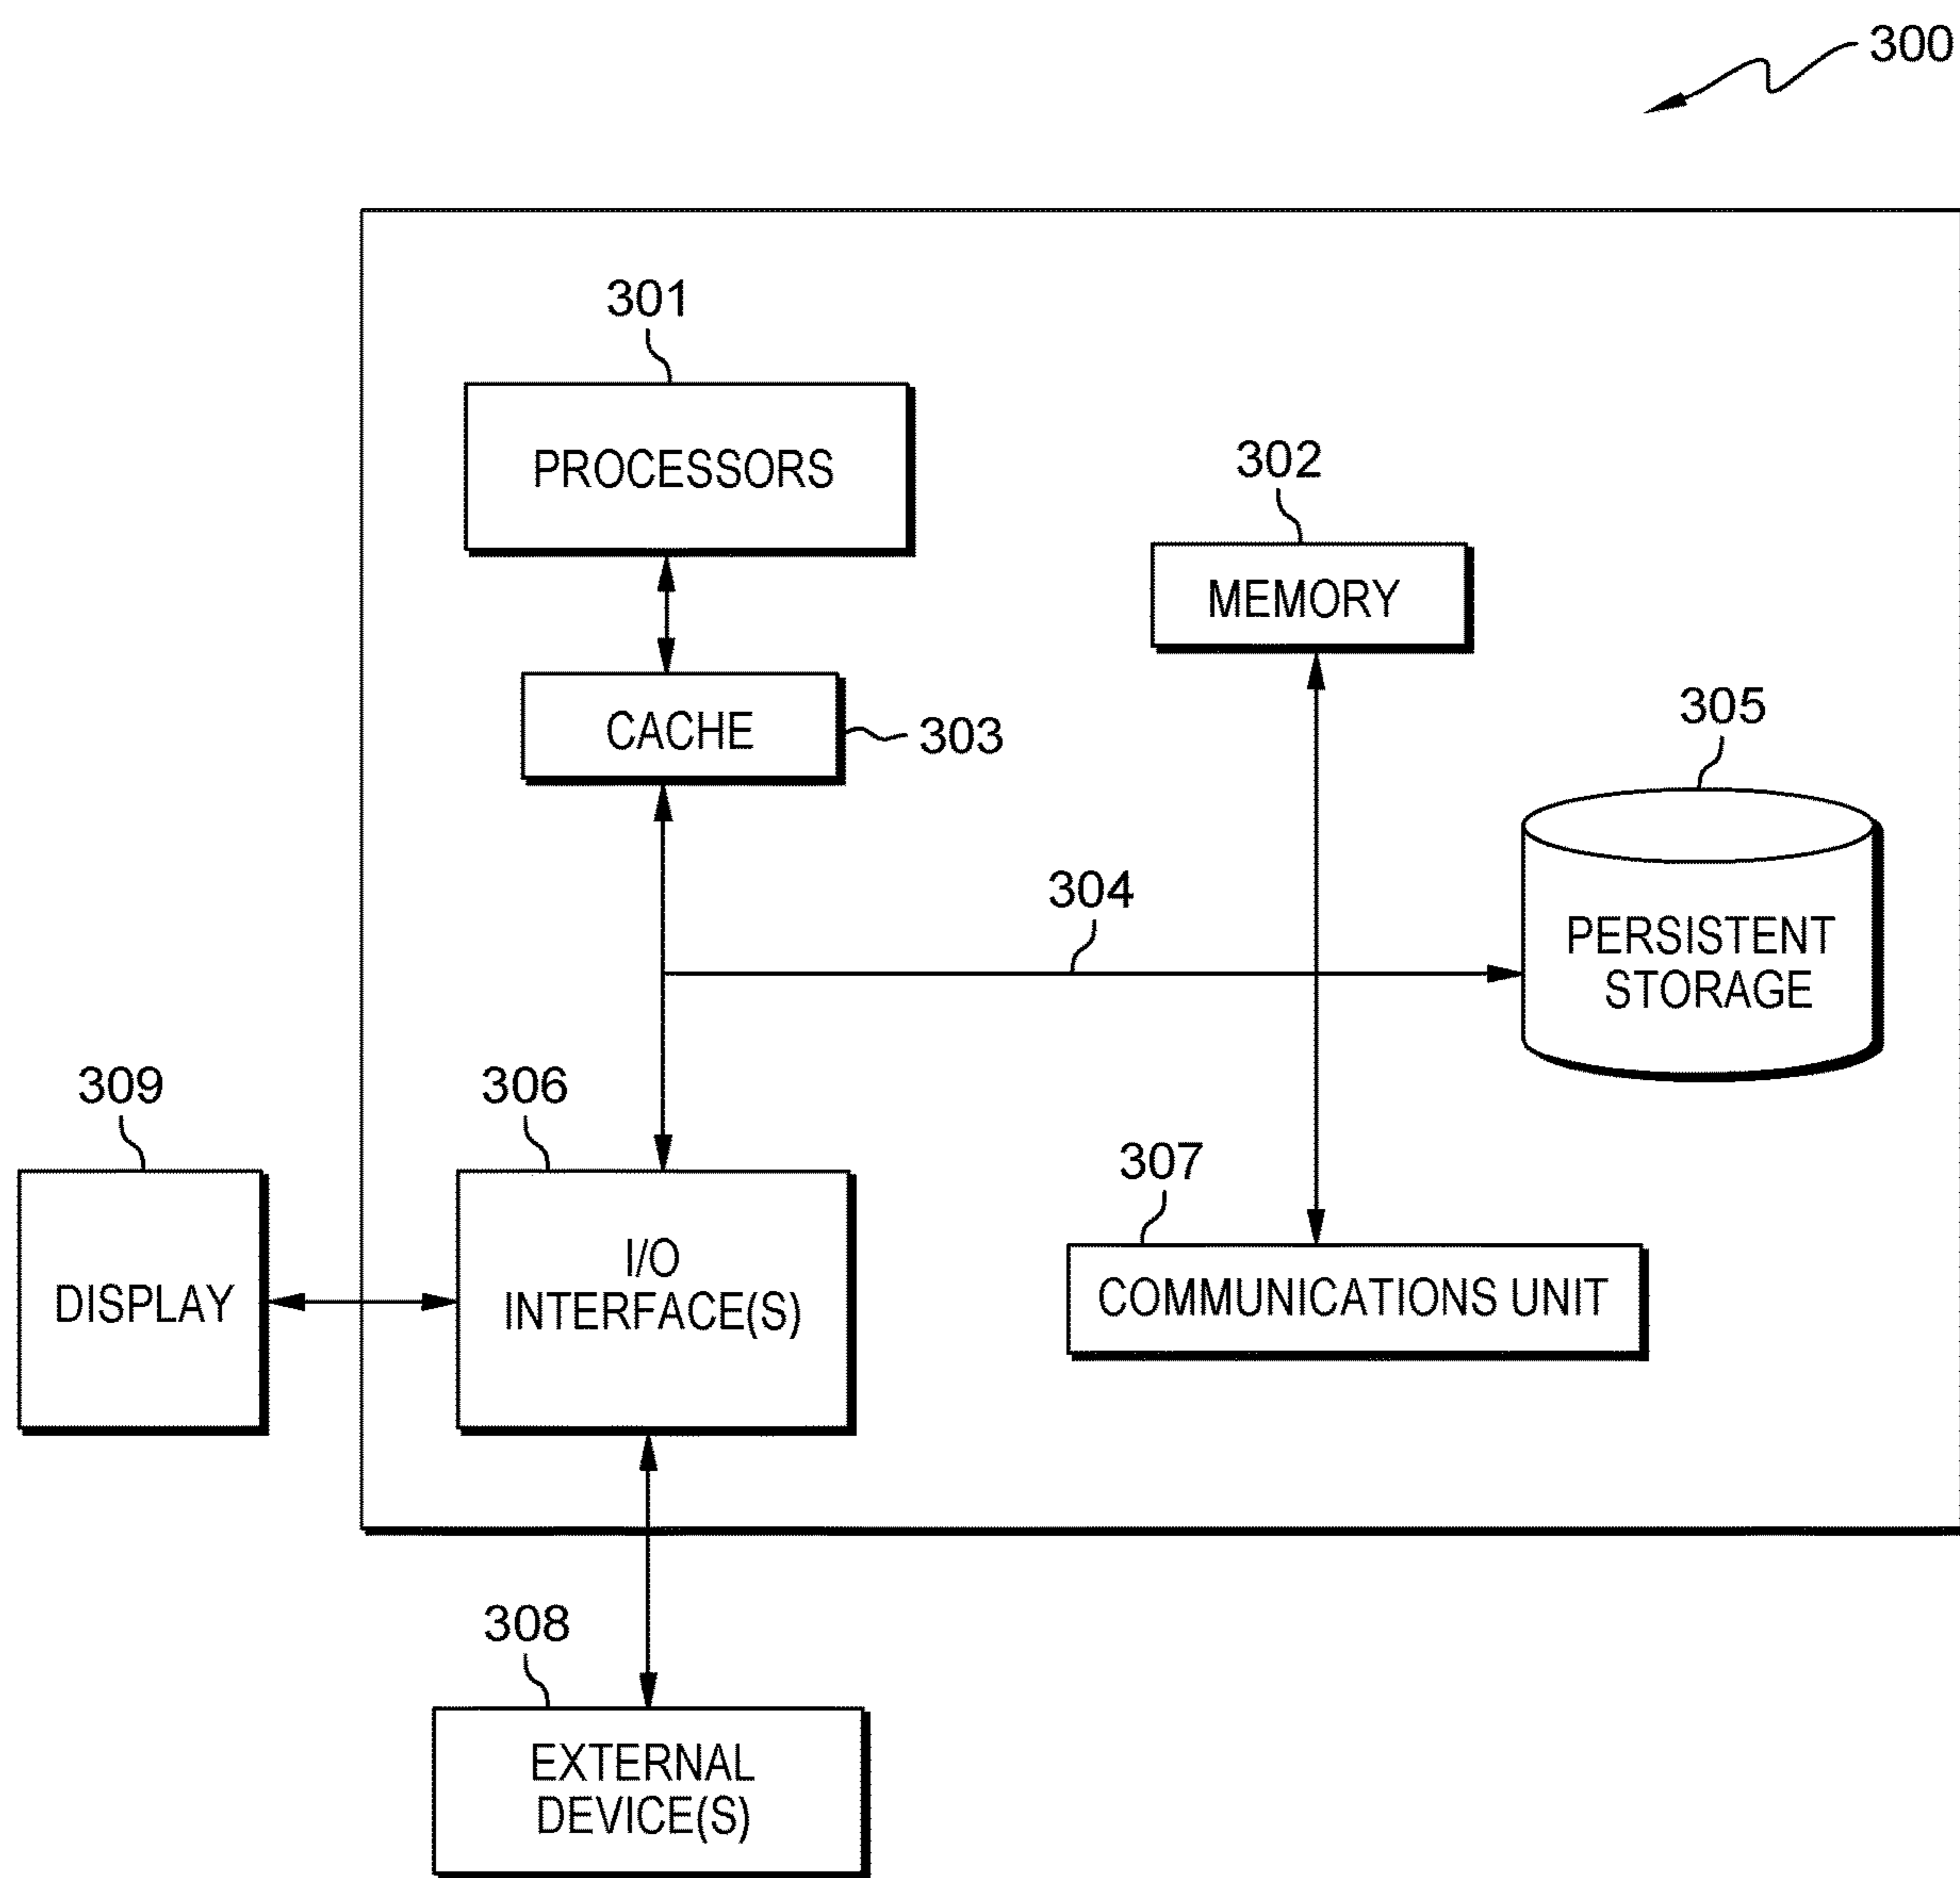 300
301
PROCESSORS
302
MEMORY
CACHE
303
305
304
PERSISTENT
STORAGE
309
306
307
I/O
INTERFACE(S)
DISPLAY
COMMUNICATIONS UNIT
308
EXTERNAL
DEVICE(S)